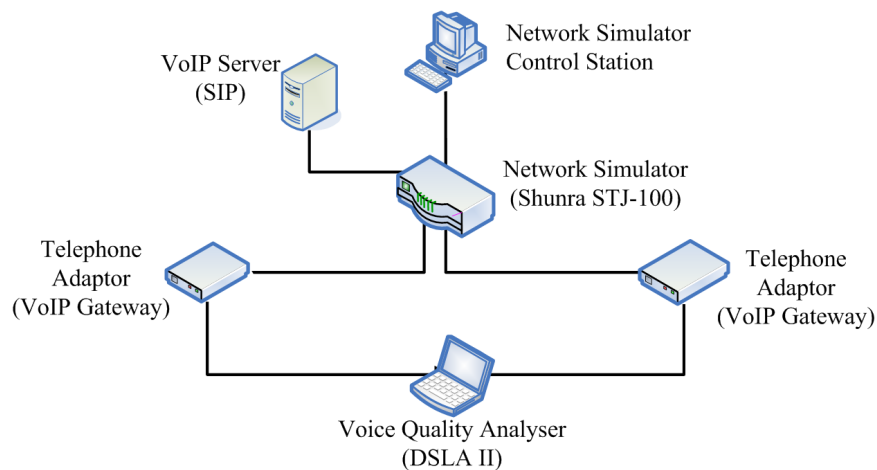 Network Simulator
Control Station
VoIP Server
(SIP)
Network Simulator
(Shunra STJ-100)
Telephone
Adaptor
(VoIP Gateway)
Telephone
Adaptor
(VoIP Gateway)
Voice Quality Analyser
(DSLA II)